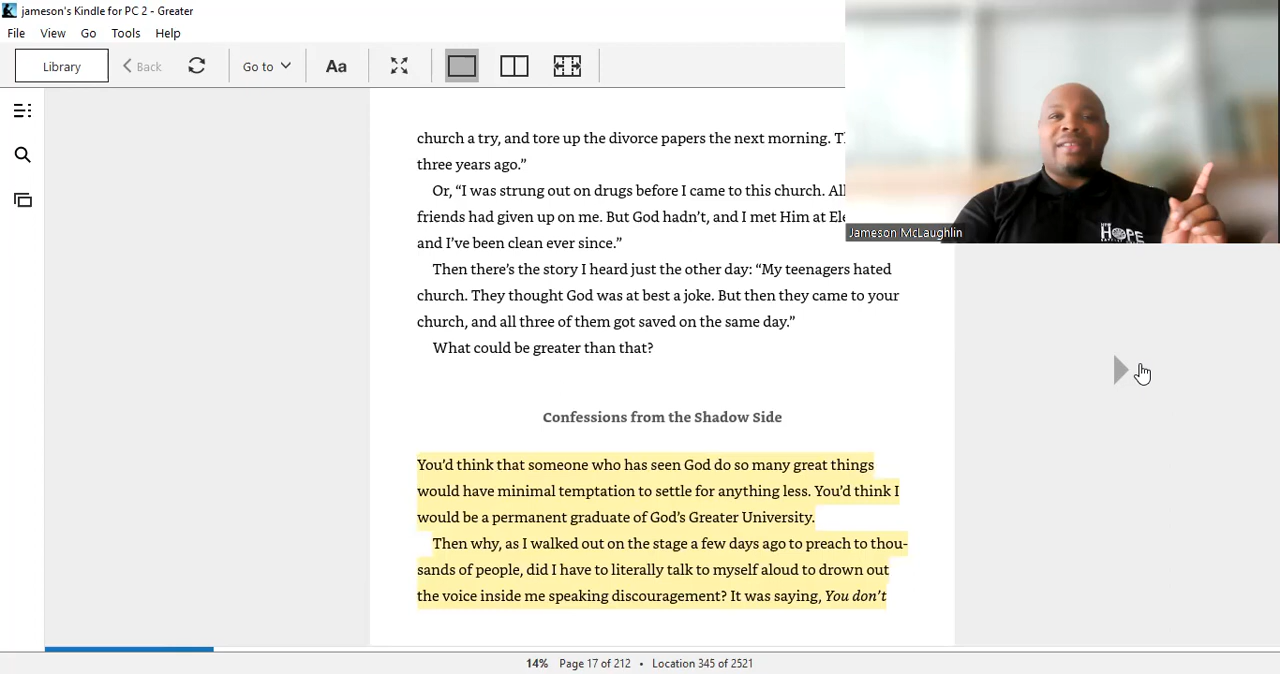 jameson's Kindle for PC 2 - Greater
File View Go Tools Help
Library Back Go to Aa
church a try, and tore up the divorce papers the next morning.
three years ago.”
Or, “I was strung out on drugs before I came to this church.
friends had given up on me. But God hadn’t, and I met Him at
and I’ve been clean ever since.”
Then there’s the story I heard just the other day: “My teenagers hated
church. They thought God was at best a joke. But then they came to your
church, and all three of them got saved on the same day.”
What could be greater than that?
Confessions from the Shadow Side
You’d think that someone who has seen God do so many great things
would have minimal temptation to settle for anything less. You’d think I
would be a permanent graduate of God’s Greater University.
Then why, as I walked out on the stage a few days ago to preach to thou-
sands of people, did I have to literally talk to myself aloud to drown out
the voice inside me speaking discouragement? It was saying, You don’t
14% Page 17 of 212 • Location 345 of 2521
HOPE
Jameson McLaughlin